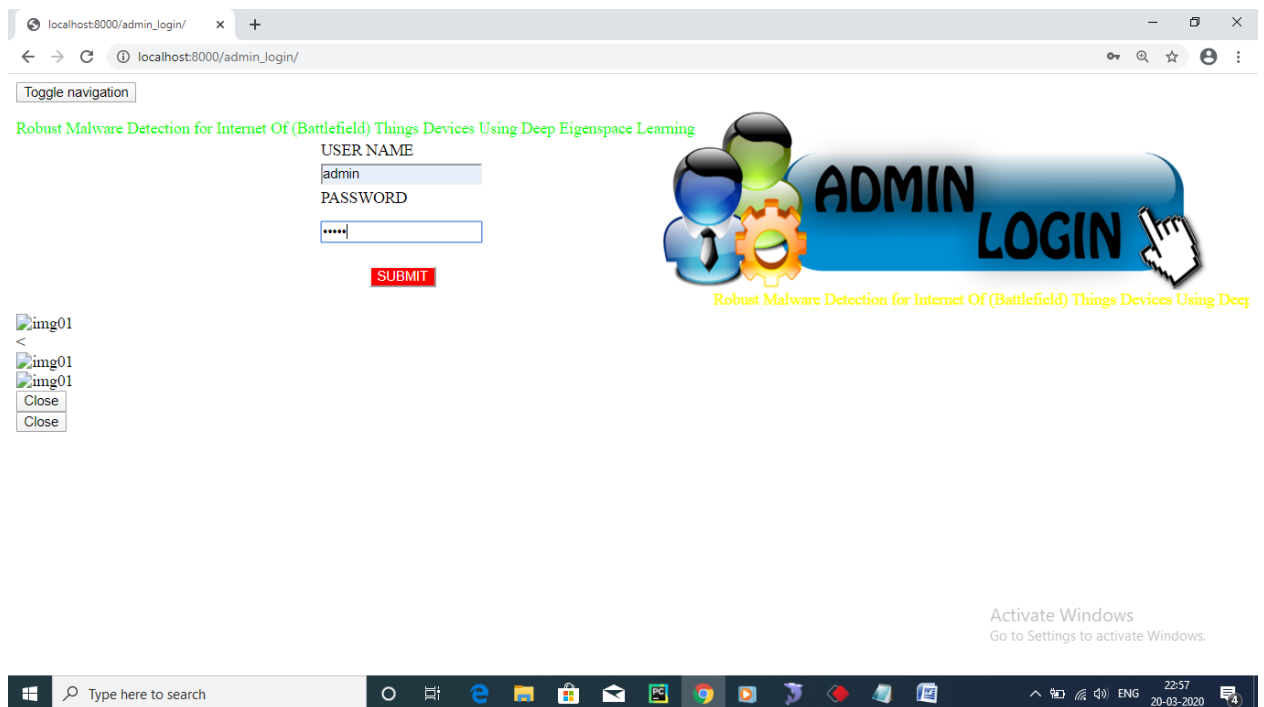 localhost:8000/admin_login/
localhost:8000/admin_login/
Toggle navigation
Robust Malware Detection for Internet Of (Battlefield) Things Devices Using Deep Eigenspace Learning
USER NAME
admin
PASSWORD
•••••
SUBMIT
ADMIN
LOGIN
Robust Malware Detection for Internet Of (Battlefield) Things Devices Using Deep
img01
<
img01
img01
Close
Close
Activate Windows
Go to Settings to activate Windows.
Type here to search
PC
W
ENG
22:57
20-03-2020
4